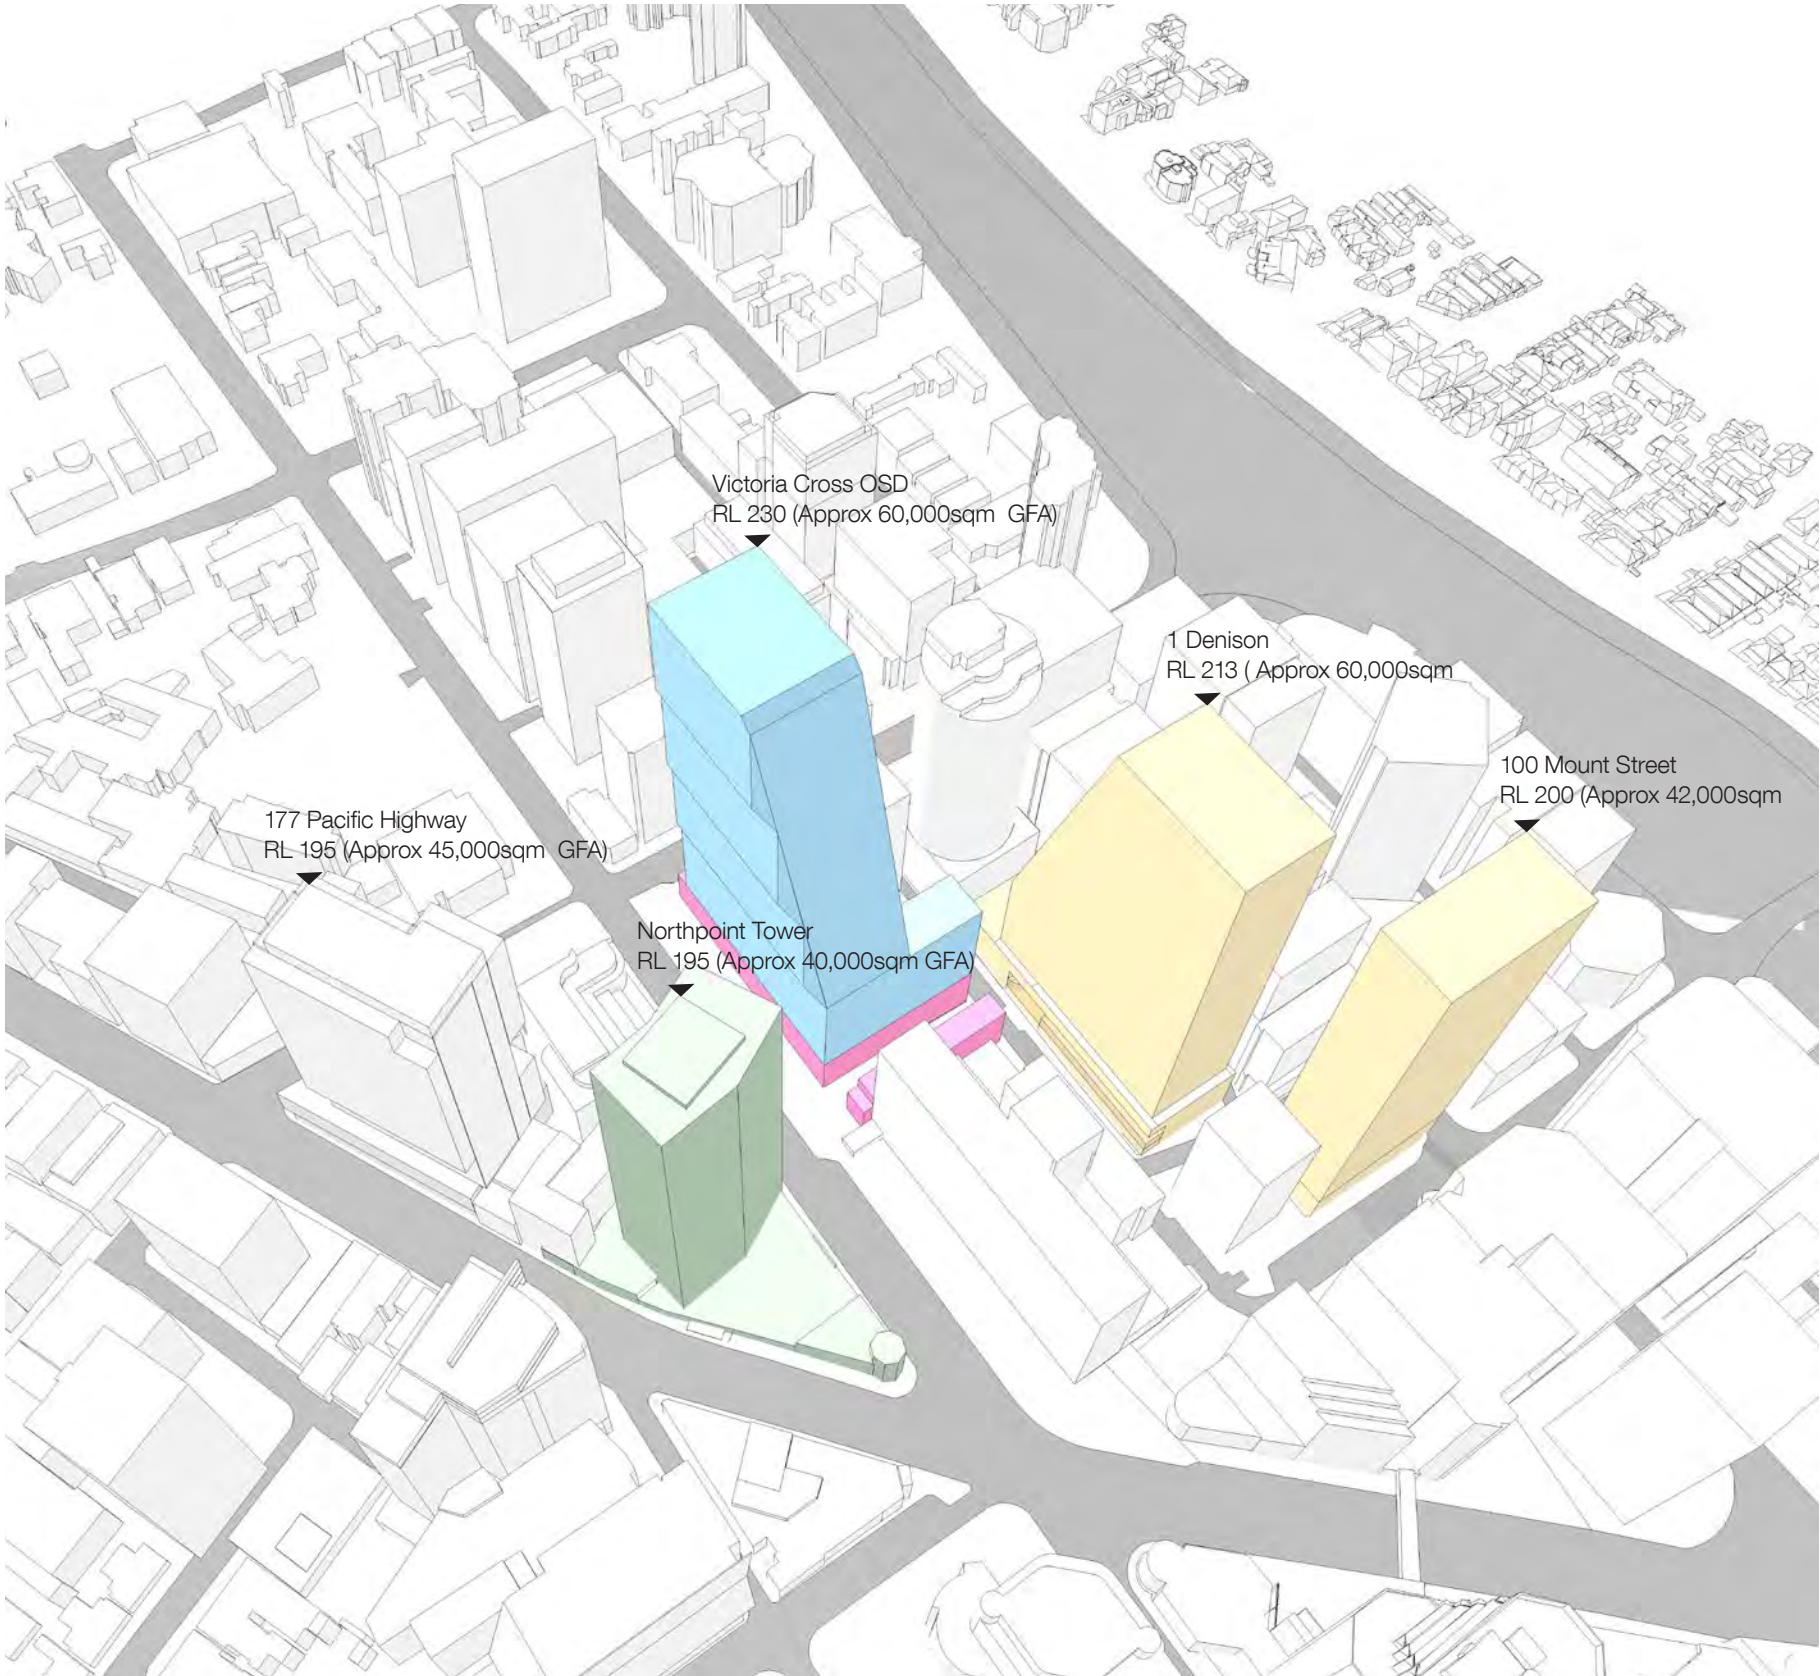 Victoria Cross OSD
RL 230 (Approx 60,000sqm  GFA)
1 Denison
RL 213 ( Approx 60,000sqm
100 Mount Street
RL 200 (Approx 42,000sqm
177 Pacific Highway
RL 195 (Approx 45,000sqm  GFA)
Northpoint Tower
RL 195 (Approx 40,000sqm GFA)